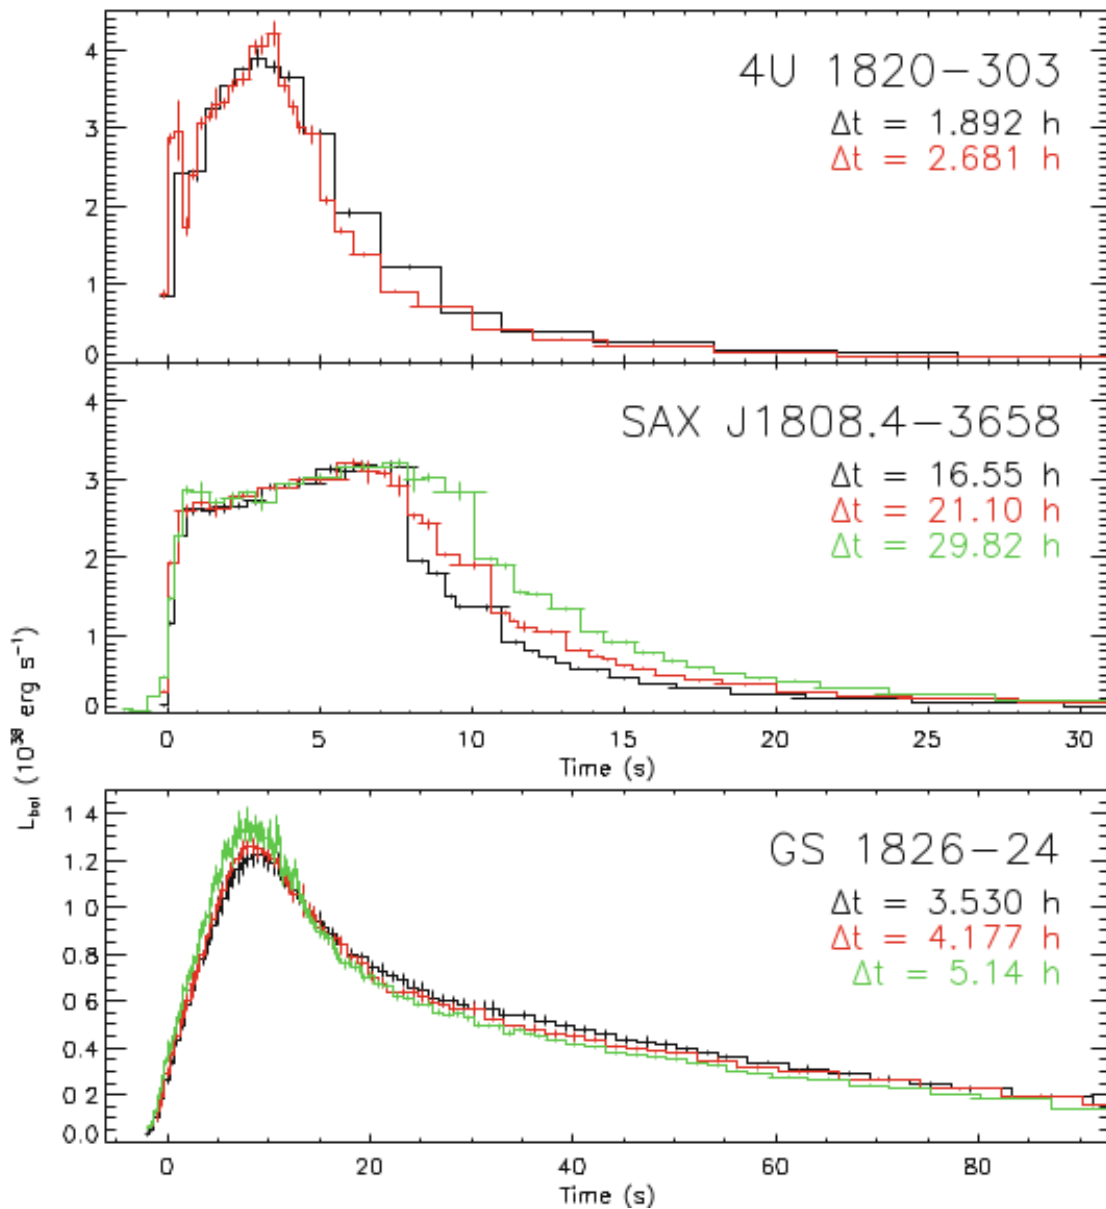 4U 1820-303
Δt = 1.892 h
Δt = 2.681 h
4
3
2
1
0
SAX J1808.4-3658
Δt = 16.55 h
Δt = 21.10 h
Δt = 29.82 h
4
3
2
1
0
0 5 10 15 20 25 30
Time (s)
L_bol (10^38 erg s^-1)
GS 1826-24
Δt = 3.530 h
Δt = 4.177 h
Δt = 5.14 h
1.4
1.2
1.0
0.8
0.6
0.4
0.2
0.0
0 20 40 60 80
Time (s)